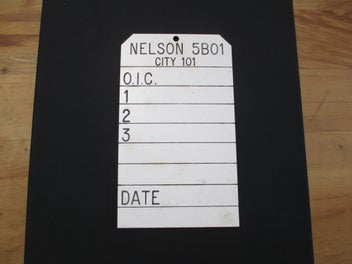 NELSON 5B01
CITY 101
O.I.C.
1
2
3
DATE